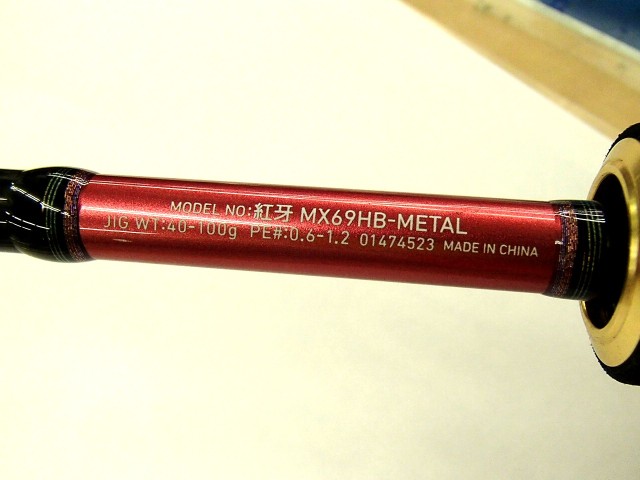 MODEL NO:紅牙 MX69HB-METAL
JIG WT:40-100g PE#:0.6-1.2 01474523 MADE IN CHINA